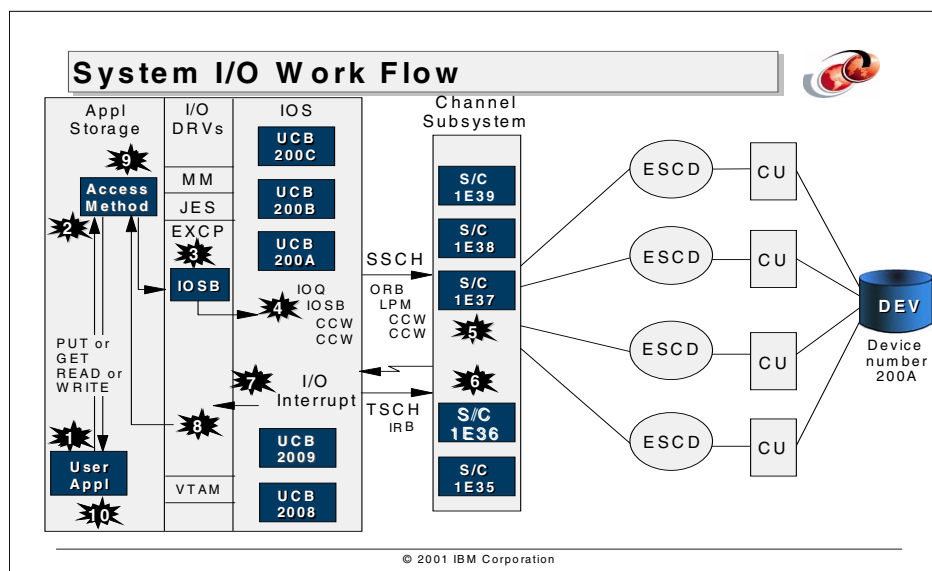 System I/O Work Flow
Appl
Storage
9
Access
Method
2
PUT or
GET
READ or
WRITE
1
User
Appl
10
I/O
DRVs
MM
JES
EXCP
3
IOSB
8
VTAM
IOS
UCB
200C
UCB
200B
UCB
200A
4
IOQ
IOSB
CCW
CCW
7
I/O
Interrupt
UCB
2009
UCB
2008
SSCH
ORB
LPM
CCW
CCW
TSCH
IRB
Channel
Subsystem
S/C
1E39
S/C
1E38
S/C
1E37
5
6
S/C
1E36
S/C
1E35
ESCD
CU
ESCD
CU
ESCD
CU
ESCD
CU
DEV
Device
number
200A
© 2001 IBM Corporation